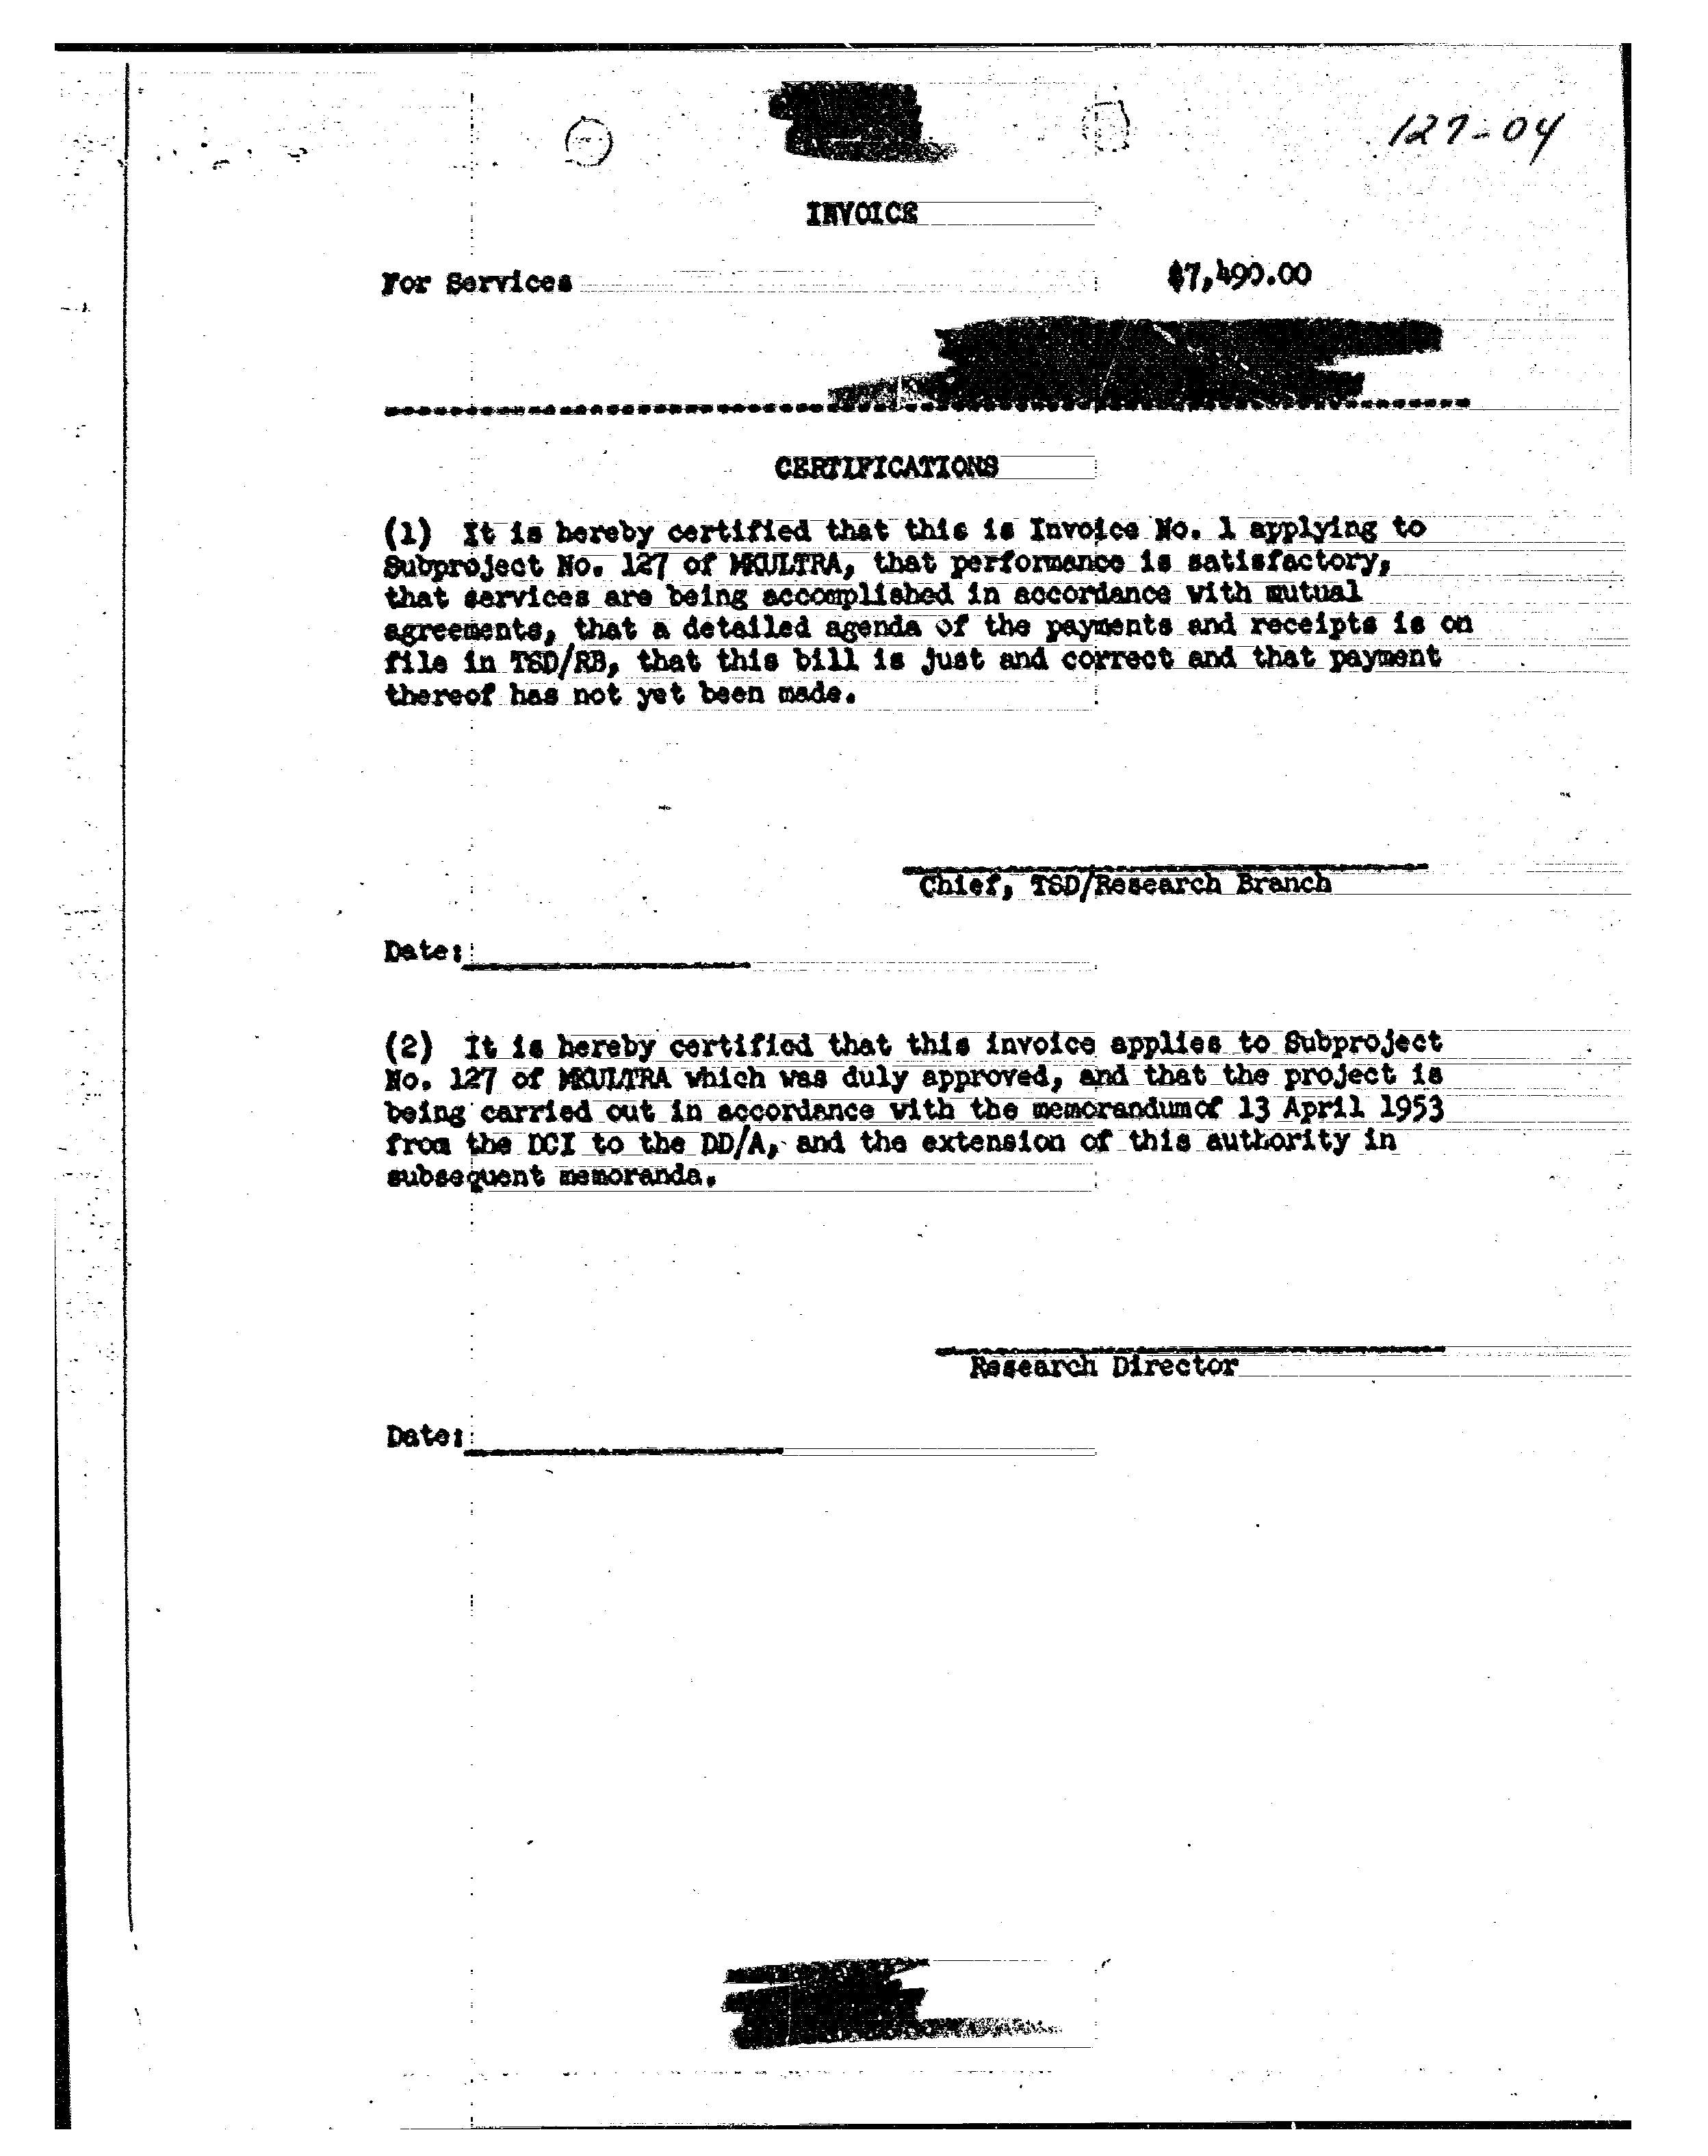 127-04
INVOICE
For Services $7,490.00
CERTIFICATIONS
(1) It is hereby certified that this is Invoice No. 1 applying to
Subproject No. 127 of MKULTRA, that performance is satisfactory,
that services are being accomplished in accordance with mutual
agreements, that a detailed agenda of the payments and receipts is on
file in TSD/RB, that this bill is just and correct and that payment
thereof has not yet been made.
Chief, TSD/Research Branch
Date:
(2) It is hereby certified that this invoice applies to Subproject
No. 127 of MKULTRA which was duly approved, and that the project is
being carried out in accordance with the memorandumof 13 April 1953
from the DCI to the DD/A, and the extension of this authority in
subsequent memoranda.
Research Director
Date: